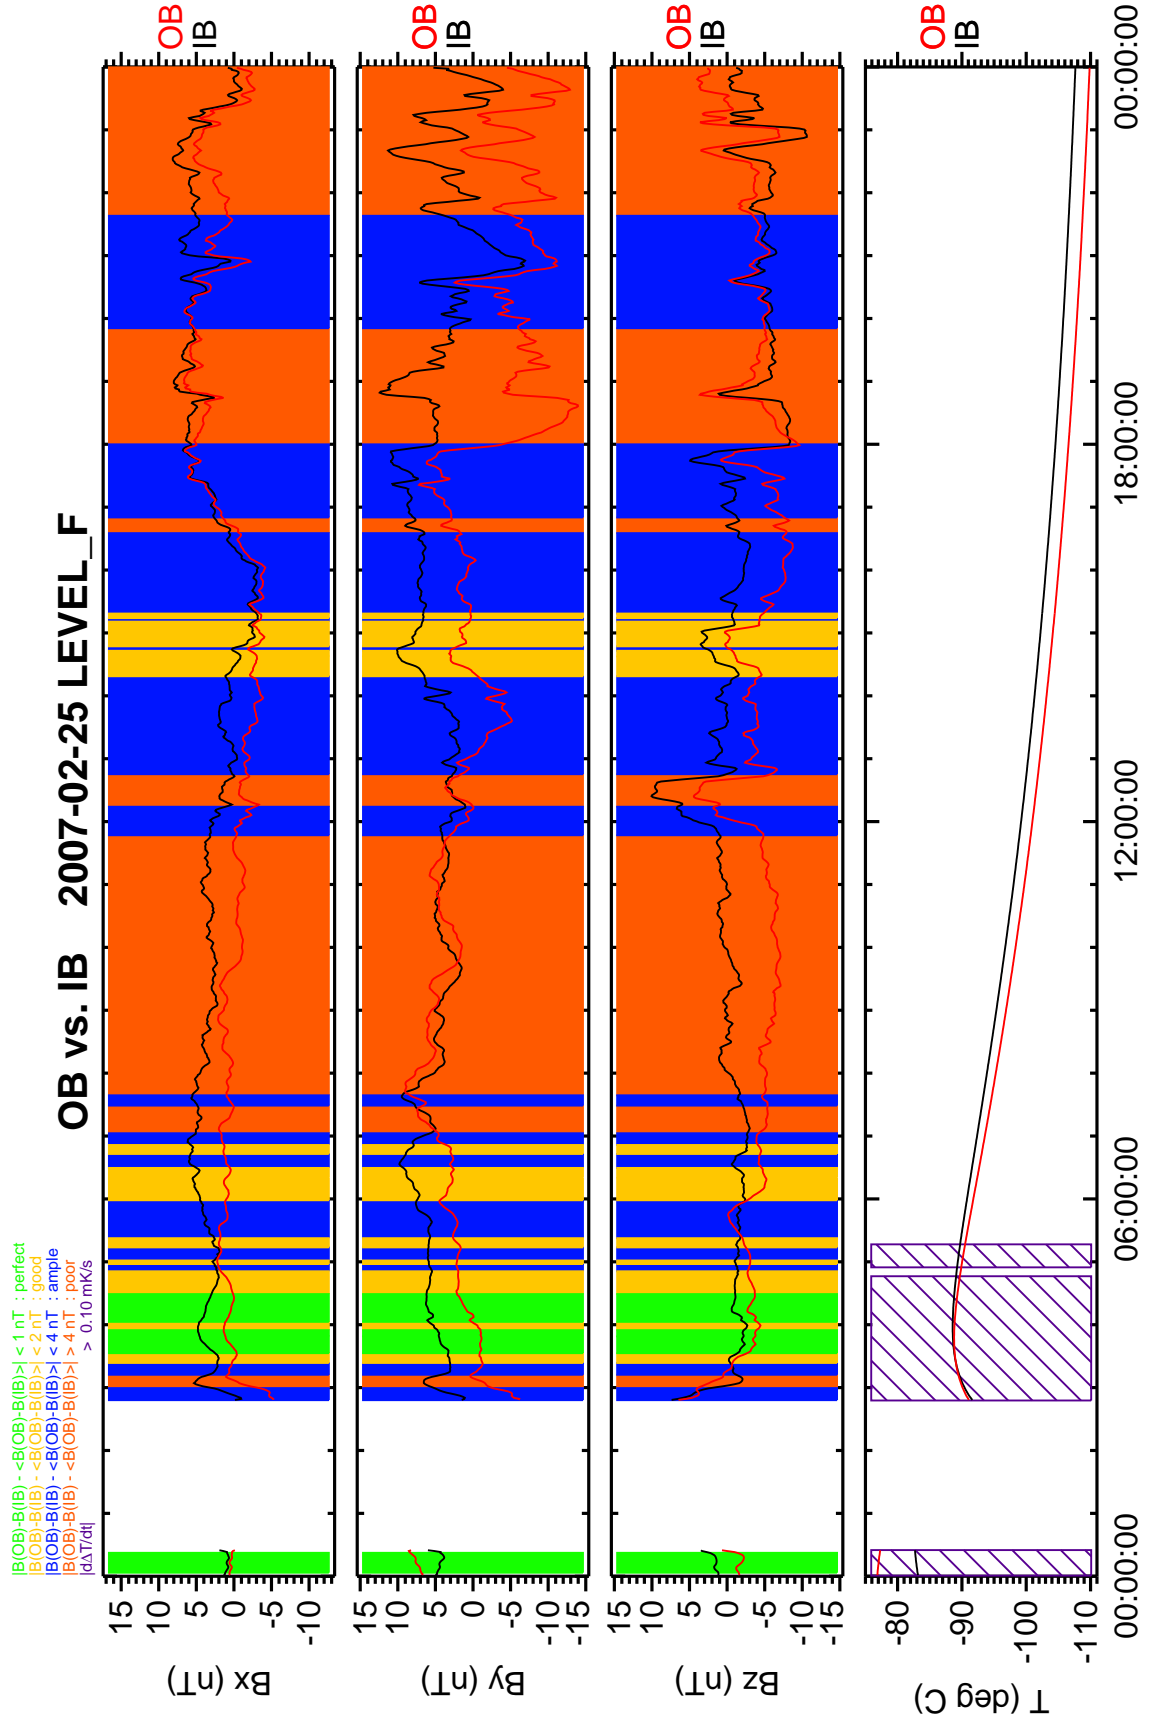 OB vs. IB 2007-02-25 LEVEL_F
|B(OB)-B(IB) - <B(OB)-B(IB)>| < 1 nT : perfect
|B(OB)-B(IB) - <B(OB)-B(IB)>| < 2 nT : good
|B(OB)-B(IB) - <B(OB)-B(IB)>| < 4 nT : ample
|B(OB)-B(IB) - <B(OB)-B(IB)>| > 4 nT : poor
|dΔT/dt| > 0.10 mK/s
Bx (nT)
15
10
5
0
-5
-10
OB
IB
By (nT)
15
10
5
0
-5
-10
-15
OB
IB
Bz (nT)
15
10
5
0
-5
-10
-15
OB
IB
T (deg C)
-80
-90
-100
-110
OB
IB
00:00:00
06:00:00
12:00:00
18:00:00
00:00:00